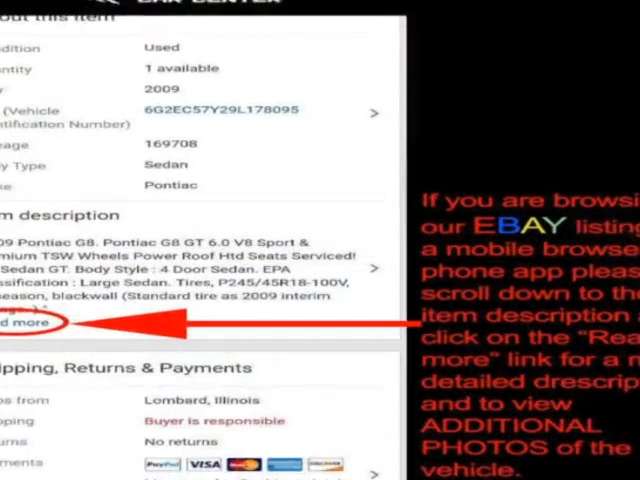 CAR CENTER
out this item
dition Used
ntity 1 available
r 2009
(Vehicle 6G2EC57Y29L178095
ntification Number)
eage 169708
y Type Sedan
ke Pontiac
m description
09 Pontiac G8. Pontiac G8 GT 6.0 V8 Sport &
mium TSW Wheels Power Roof Htd Seats Serviced!
Sedan GT. Body Style : 4 Door Sedan. EPA
ssification : Large Sedan. Tires, P245/45R18-100V,
eason, blackwall (Standard tire as 2009 interim
d more
pping, Returns & Payments
s from Lombard, Illinois
ping Buyer is responsible
urns No returns
ments PayPal VISA DISCOVER
If you are browsi
our EBAY listing
a mobile browse
phone app pleas
scroll down to th
item description a
click on the “Rea
more” link for a m
detailed drescrip
and to view
ADDITIONAL
PHOTOS of the
vehicle.